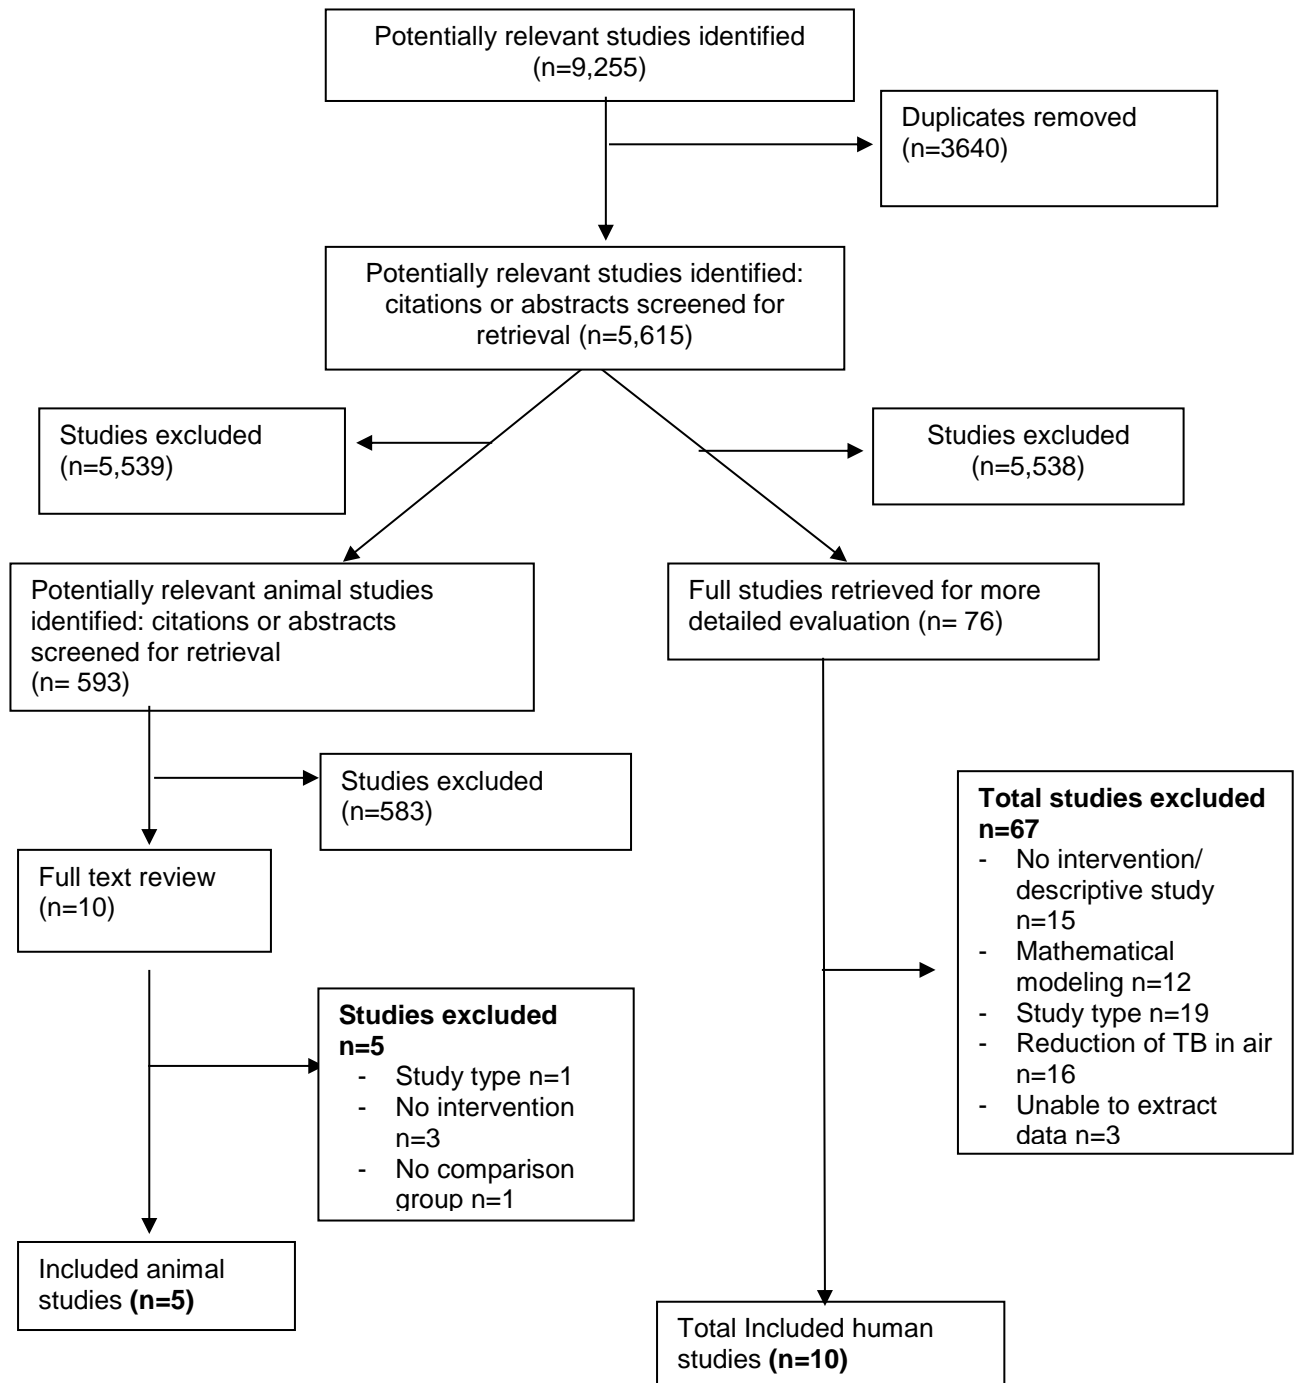 Potentially relevant studies identified
(n=9,255)
Duplicates removed
(n=3640)
Potentially relevant studies identified:
citations or abstracts screened for
retrieval (n=5,615)
Studies excluded
(n=5,539)
Studies excluded
(n=5,538)
Potentially relevant animal studies
identified: citations or abstracts
screened for retrieval
(n= 593)
Full studies retrieved for more
detailed evaluation (n= 76)
Studies excluded
(n=583)
Total studies excluded
n=67
- No intervention/
descriptive study
n=15
- Mathematical
modeling n=12
- Study type n=19
- Reduction of TB in air
n=16
- Unable to extract
data n=3
Full text review
(n=10)
Studies excluded
n=5
- Study type n=1
- No intervention
n=3
- No comparison
group n=1
Included animal
studies (n=5)
Total Included human
studies (n=10)